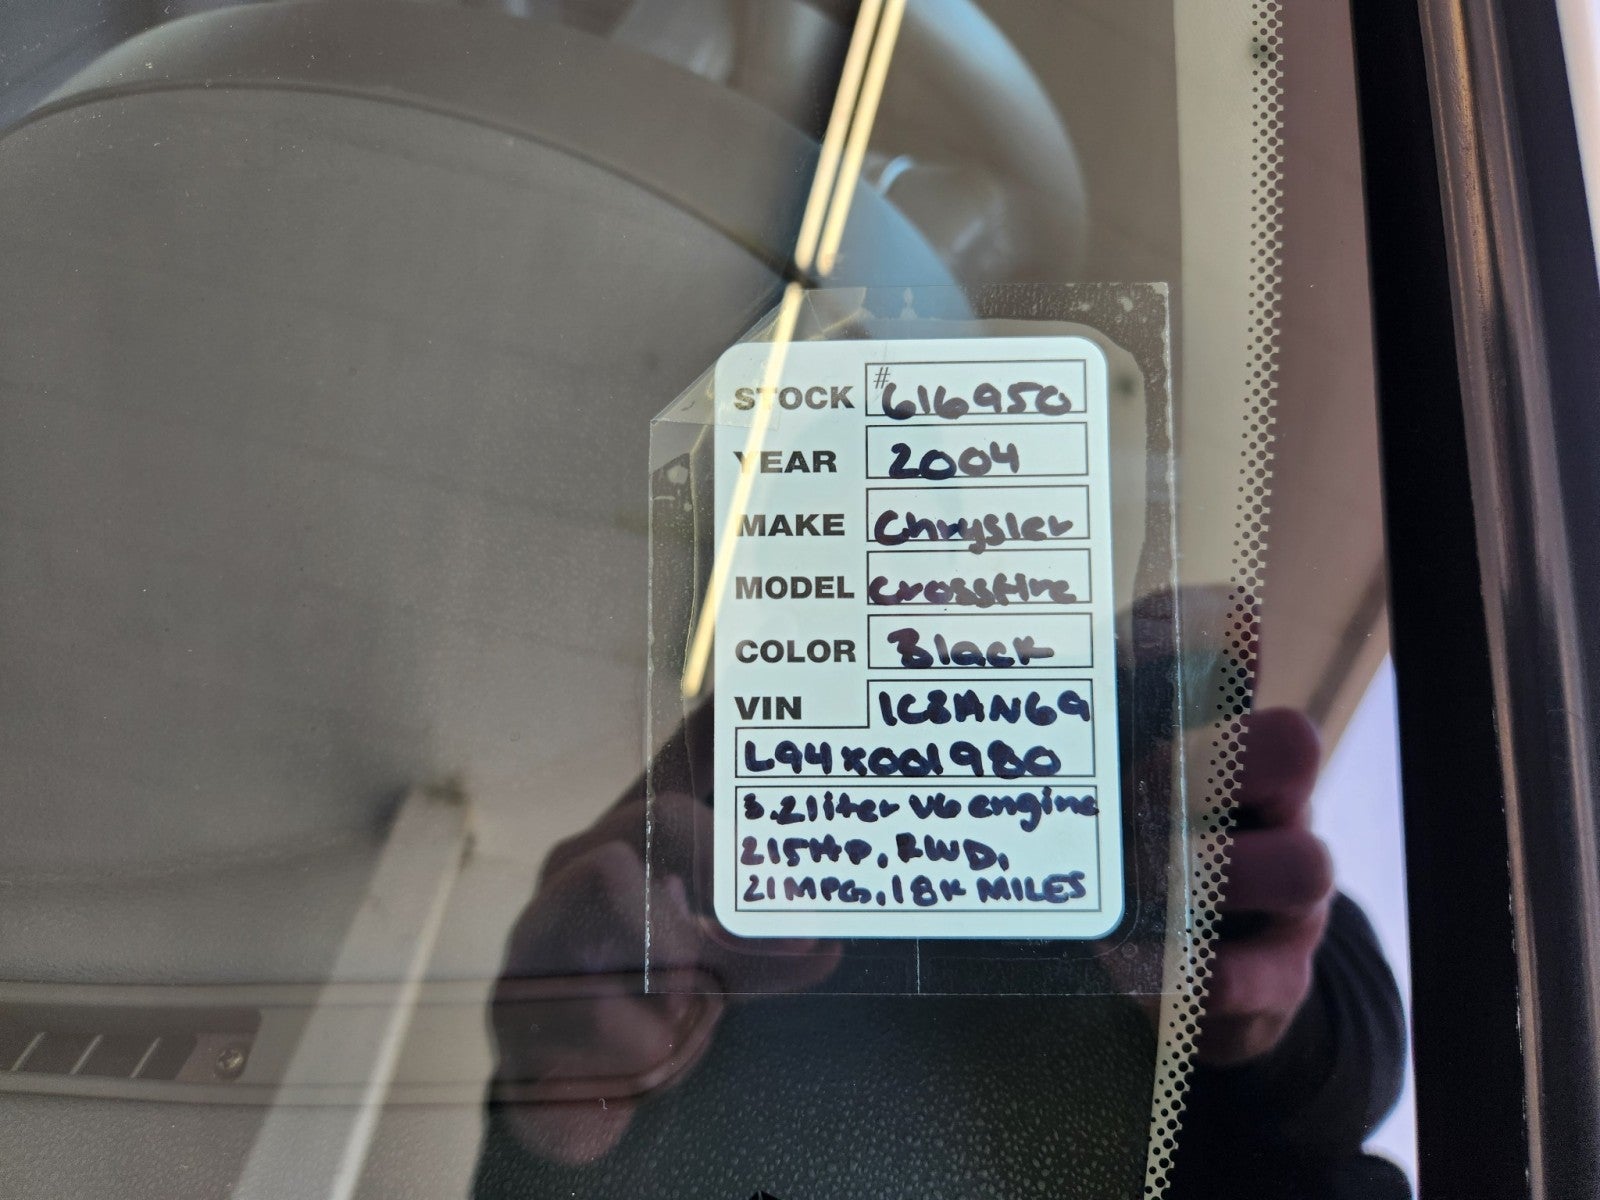 STOCK # 616950
YEAR 2004
MAKE Chrysler
MODEL Crossfire
COLOR Black
VIN 1C3AN69
L94X001980
3.2liter V6 engine
215HP, RWD,
21MPG, 18K MILES